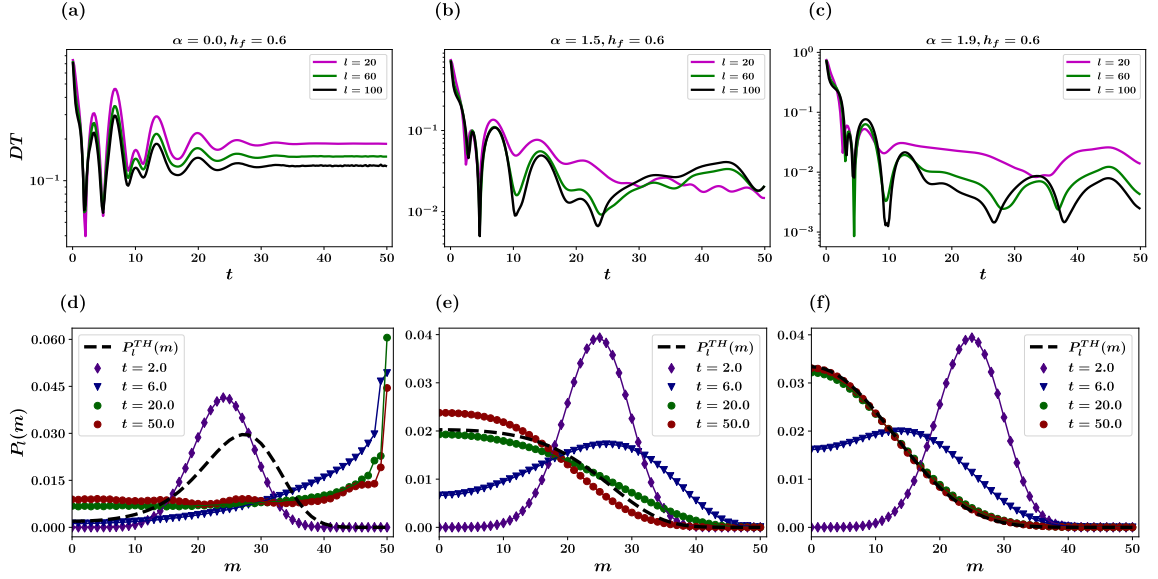 (a) (b) (c)
α = 0.0, h_f = 0.6 α = 1.5, h_f = 0.6 α = 1.9, h_f = 0.6
l = 20 l = 20 10^0 l = 20
l = 60 l = 60 l = 60
l = 100 l = 100 l = 100
10^−1
10^−1
DT 10^−2
10^−1
10^−2
10^−3
0 10 20 30 40 50 0 10 20 30 40 50 0 10 20 30 40 50
t t t
(d) (e) (f)
0.060 0.04 0.04
P_l^{TH}(m) P_l^{TH}(m) P_l^{TH}(m)
t = 2.0 t = 2.0 t = 2.0
t = 6.0 t = 6.0 t = 6.0
t = 20.0 t = 20.0 t = 20.0
t = 50.0 t = 50.0 t = 50.0
0.045 0.03 0.03
P_l(m) 0.030 0.02 0.02
0.015 0.01 0.01
0.000 0.00 0.00
0 10 20 30 40 50 0 10 20 30 40 50 0 10 20 30 40 50
m m m